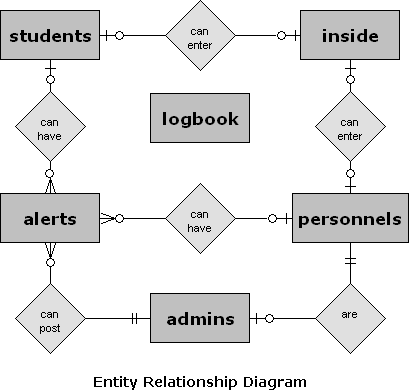 students
can
enter
inside
can
have
logbook
can
enter
alerts
can
have
personnels
can
post
admins
are
Entity Relationship Diagram